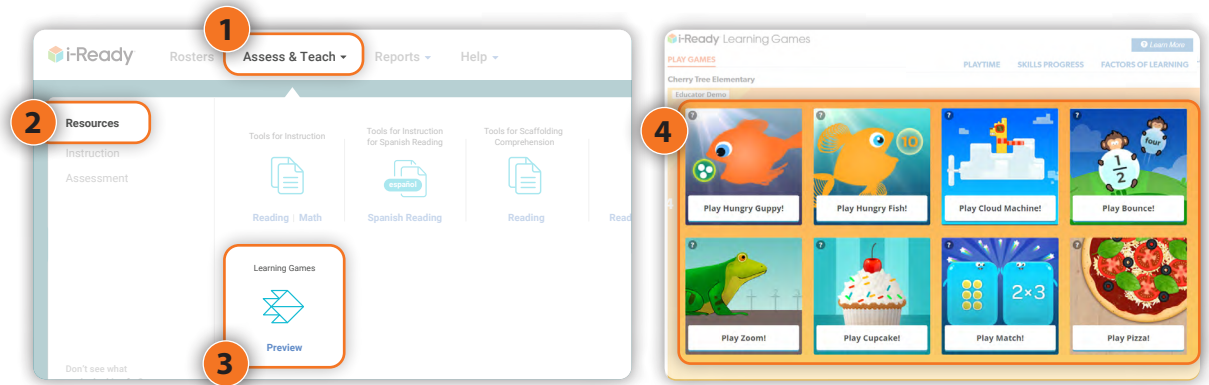 1
i-Ready
Rosters
Assess & Teach
Reports
Help
2
Resources
Instruction
Assessment
Tools for Instruction
Reading | Math
Tools for Instruction
for Spanish Reading
español
Spanish Reading
Tools for Scaffolding
Comprehension
Reading
Read
Learning Games
Preview
3
Don't see what
i-Ready Learning Games
Learn More
PLAY GAMES
PLAYTIME
SKILLS PROGRESS
FACTORS OF LEARNING
Cherry Tree Elementary
Educator Demo
4
?
Play Hungry Guppy!
?
10
Play Hungry Fish!
?
Play Cloud Machine!
?
four
1
2
Play Bounce!
?
Play Zoom!
?
Play Cupcake!
?
2×3
Play Match!
?
Play Pizza!